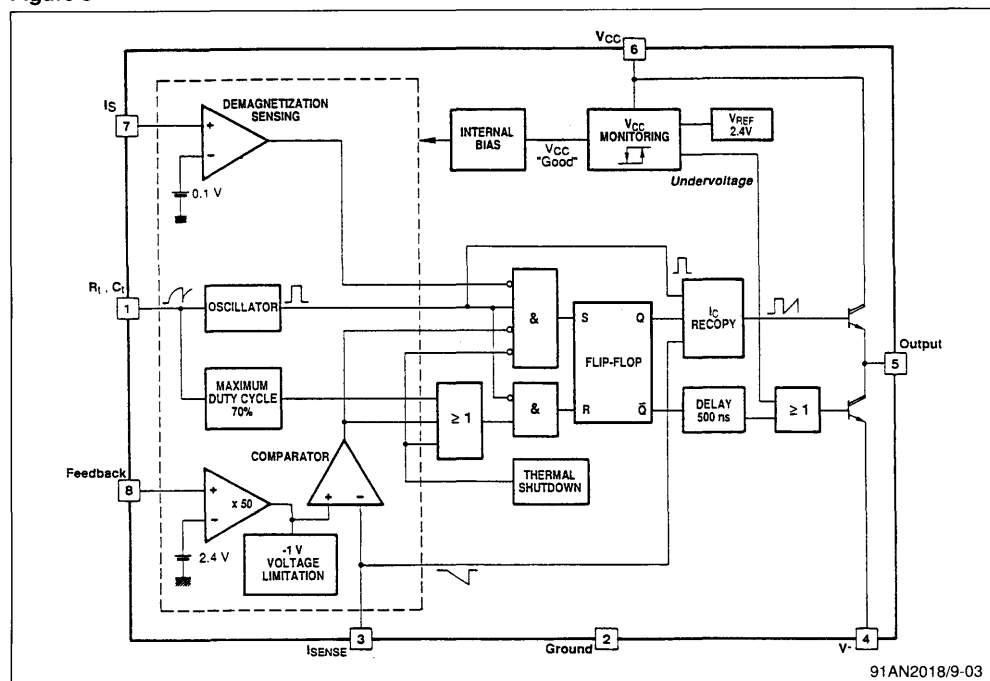 VCC
6
IS
7
DEMAGNETIZATION
SENSING
+
−
0.1 V
INTERNAL
BIAS
VCC
"Good"
VCC
MONITORING
VREF
2.4V
Undervoltage
Rt , Ct
1
OSCILLATOR
MAXIMUM
DUTY CYCLE
70%
&
S
Q
FLIP-FLOP
R
Q̄
IC
RECOPY
Output
5
≥ 1
&
DELAY
500 ns
≥ 1
COMPARATOR
+
−
THERMAL
SHUTDOWN
Feedback
8
+
−
x 50
2.4 V
-1 V
VOLTAGE
LIMITATION
3
ISENSE
Ground
2
V-
4
91AN2018/9-03